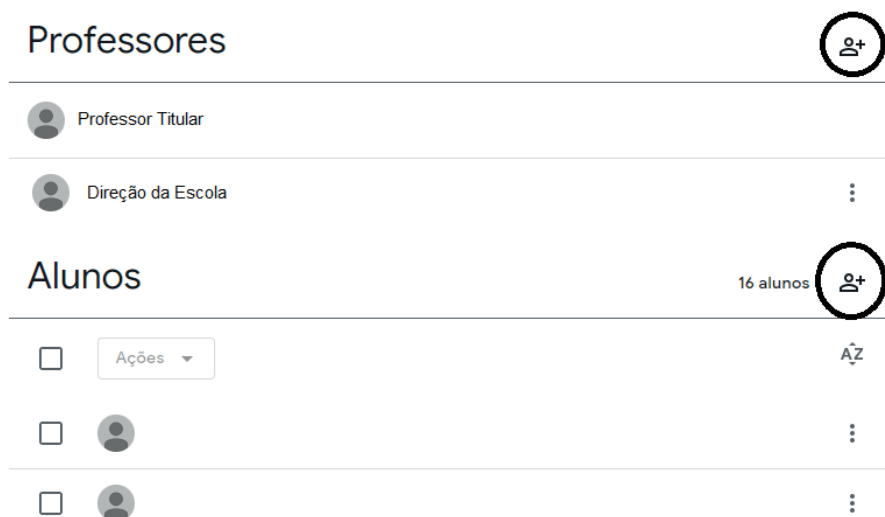 Professores
Professor Titular
Direção da Escola
Alunos
16 alunos
Ações
AZ